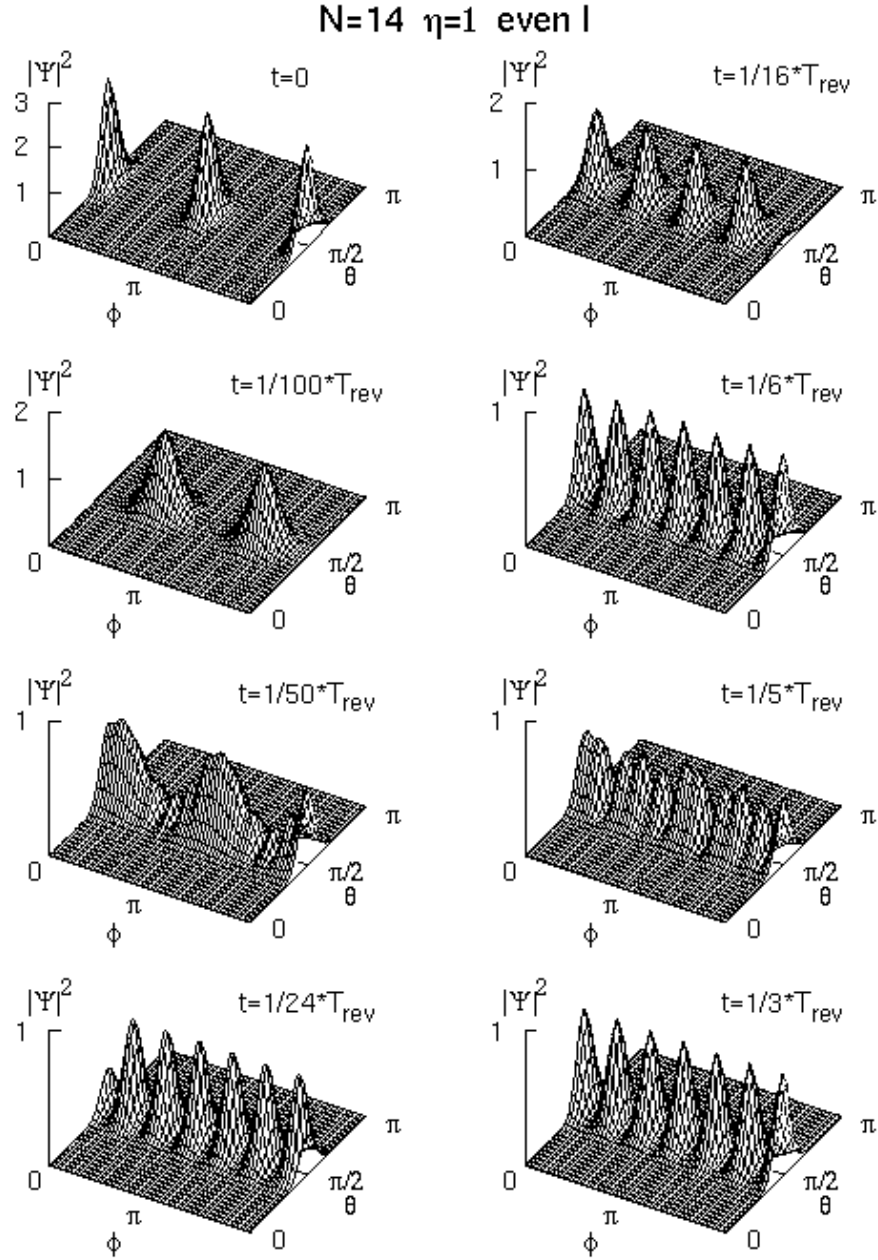 N=14 η=1 even I
|Ψ|²
t=0
3
2
1
0
π
π/2
θ
0
π
ϕ
|Ψ|²
t=1/16*T_rev
2
1
0
π
π/2
θ
0
π
ϕ
|Ψ|²
t=1/100*T_rev
2
1
0
π
π/2
θ
0
π
ϕ
|Ψ|²
t=1/6*T_rev
1
0
π
π/2
θ
0
π
ϕ
|Ψ|²
t=1/50*T_rev
1
0
π
π/2
θ
0
π
ϕ
|Ψ|²
t=1/5*T_rev
1
0
π
π/2
θ
0
π
ϕ
|Ψ|²
t=1/24*T_rev
1
0
π
π/2
θ
0
π
ϕ
|Ψ|²
t=1/3*T_rev
1
0
π
π/2
θ
0
π
ϕ